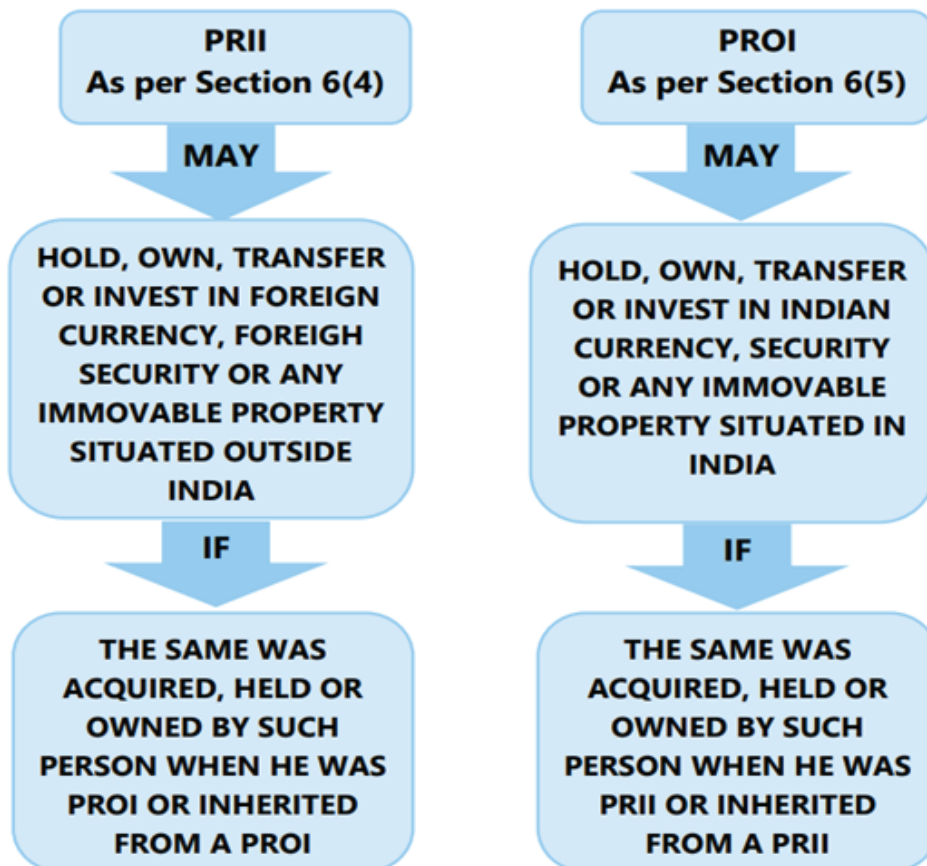 PRII
As per Section 6(4)
MAY
HOLD, OWN, TRANSFER
OR INVEST IN FOREIGN
CURRENCY, FOREIGH
SECURITY OR ANY
IMMOVABLE PROPERTY
SITUATED OUTSIDE
INDIA
IF
THE SAME WAS
ACQUIRED, HELD OR
OWNED BY SUCH
PERSON WHEN HE WAS
PROI OR INHERITED
FROM A PROI
PROI
As per Section 6(5)
MAY
HOLD, OWN, TRANSFER
OR INVEST IN INDIAN
CURRENCY, SECURITY
OR ANY IMMOVABLE
PROPERTY SITUATED IN
INDIA
IF
THE SAME WAS
ACQUIRED, HELD OR
OWNED BY SUCH
PERSON WHEN HE WAS
PRII OR INHERITED
FROM A PRII